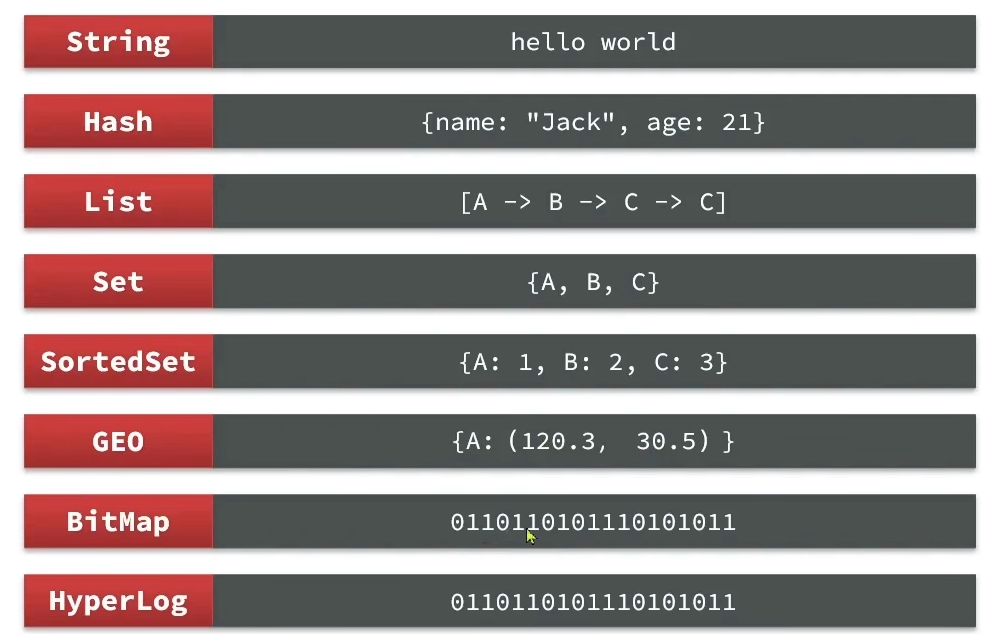 String hello world
Hash {name: "Jack", age: 21}
List [A -> B -> C -> C]
Set {A, B, C}
SortedSet {A: 1, B: 2, C: 3}
GEO {A: (120.3, 30.5) }
BitMap 0110110101110101011
HyperLog 0110110101110101011